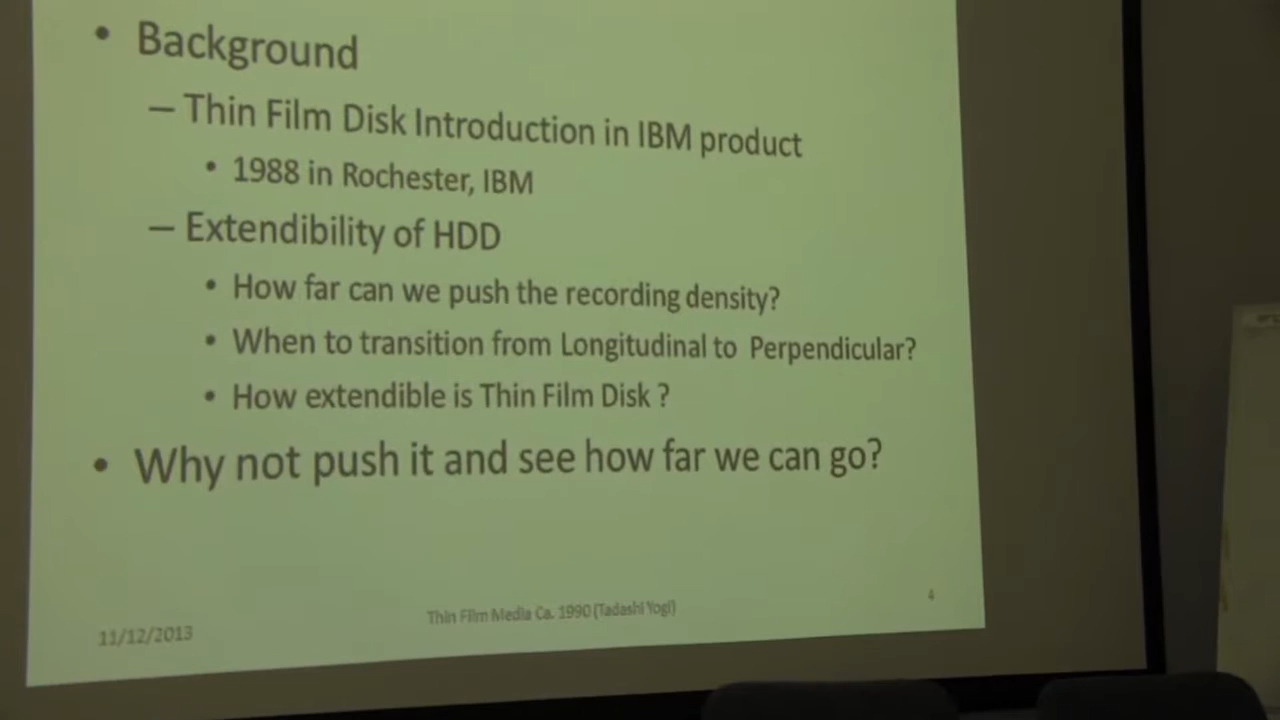 • Background
– Thin Film Disk Introduction in IBM product
• 1988 in Rochester, IBM
– Extendibility of HDD
• How far can we push the recording density?
• When to transition from Longitudinal to Perpendicular?
• How extendible is Thin Film Disk ?
• Why not push it and see how far we can go?
11/12/2013
Thin Film Media Ca. 1990 (Tadashi Yogi)
4